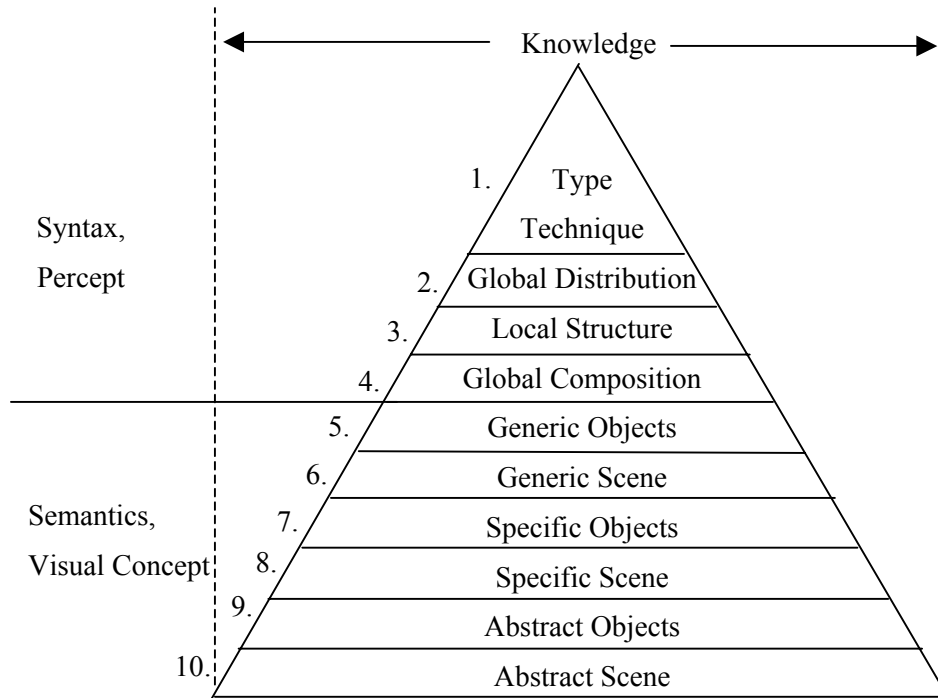 Knowledge
Syntax,
Percept
1. Type
Technique
2. Global Distribution
3. Local Structure
4. Global Composition
Semantics,
Visual Concept
5. Generic Objects
6. Generic Scene
7. Specific Objects
8. Specific Scene
9. Abstract Objects
10. Abstract Scene